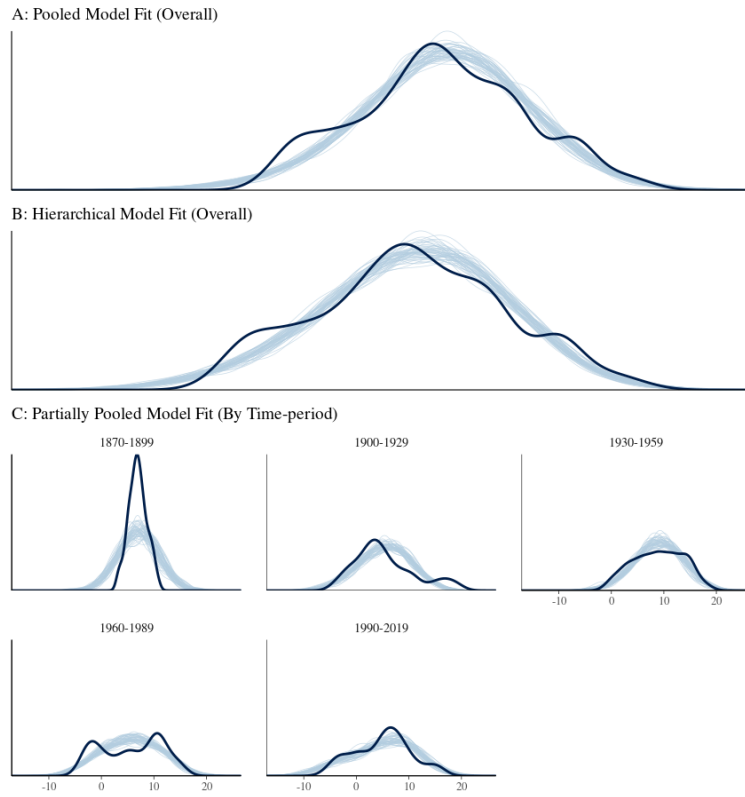 A: Pooled Model Fit (Overall)
B: Hierarchical Model Fit (Overall)
C: Partially Pooled Model Fit (By Time-period)
1870-1899 1900-1929 1930-1959
-10 0 10 20
1960-1989 1990-2019
-10 0 10 20 -10 0 10 20